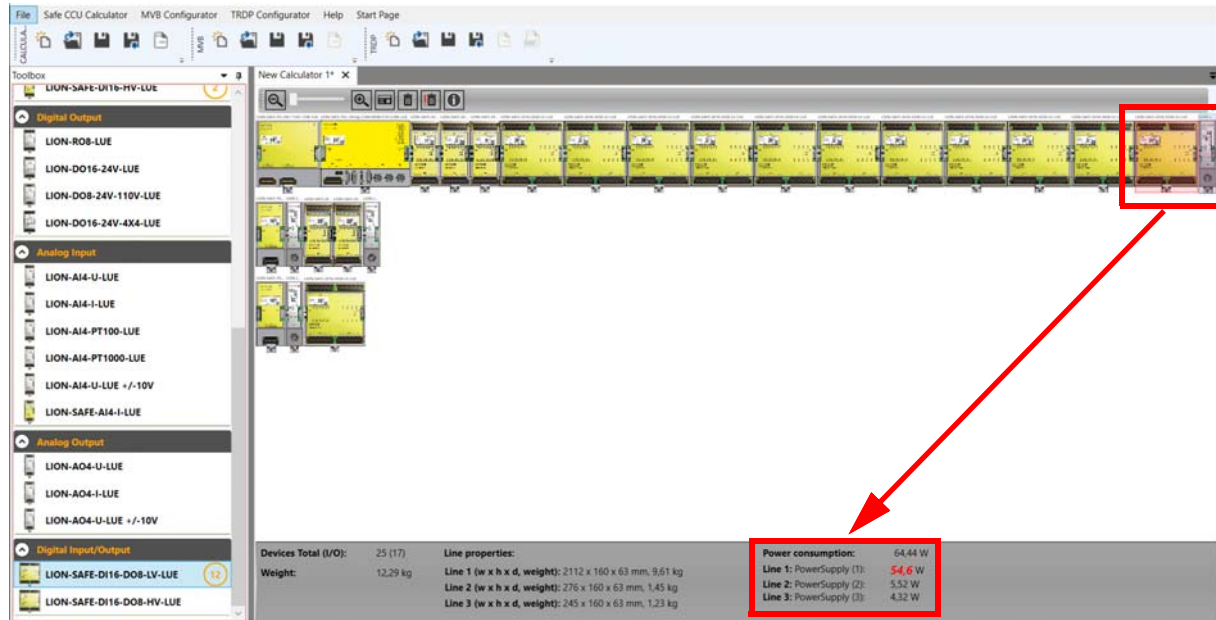 File Safe CCU Calculator MVB Configurator TRDP Configurator Help Start Page
CALCULA...
MVB
TRDP
Toolbox
New Calculator 1* X
LION-SAFE-DI16-HV-LUE 2
Digital Output
LION-RO8-LUE
LION-DO16-24V-LUE
LION-DO8-24V-110V-LUE
LION-DO16-24V-4X4-LUE
Analog Input
LION-AI4-U-LUE
LION-AI4-I-LUE
LION-AI4-PT100-LUE
LION-AI4-PT1000-LUE
LION-AI4-U-LUE +/-10V
LION-SAFE-AI4-I-LUE
Analog Output
LION-AO4-U-LUE
LION-AO4-I-LUE
LION-AO4-U-LUE +/-10V
Digital Input/Output
LION-SAFE-DI16-DO8-LV-LUE 12
LION-SAFE-DI16-DO8-HV-LUE
Devices Total (I/O): 25 (17)
Weight: 12,29 kg
Line properties:
Line 1 (w x h x d, weight): 2112 x 160 x 63 mm, 9,61 kg
Line 2 (w x h x d, weight): 276 x 160 x 63 mm, 1,45 kg
Line 3 (w x h x d, weight): 245 x 160 x 63 mm, 1,23 kg
Power consumption: 64,44 W
Line 1: PowerSupply (1): 54,6 W
Line 2: PowerSupply (2): 5,52 W
Line 3: PowerSupply (3): 4,32 W